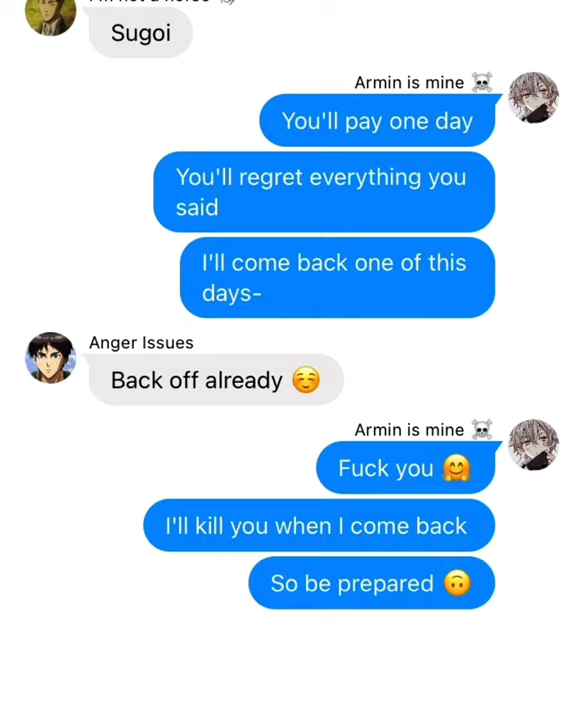 Sugoi
Armin is mine ☠️
You'll pay one day
You'll regret everything you
said
I'll come back one of this
days-
Anger Issues
Back off already ☺️
Armin is mine ☠️
Fuck you 🤗
I'll kill you when I come back
So be prepared 🙃